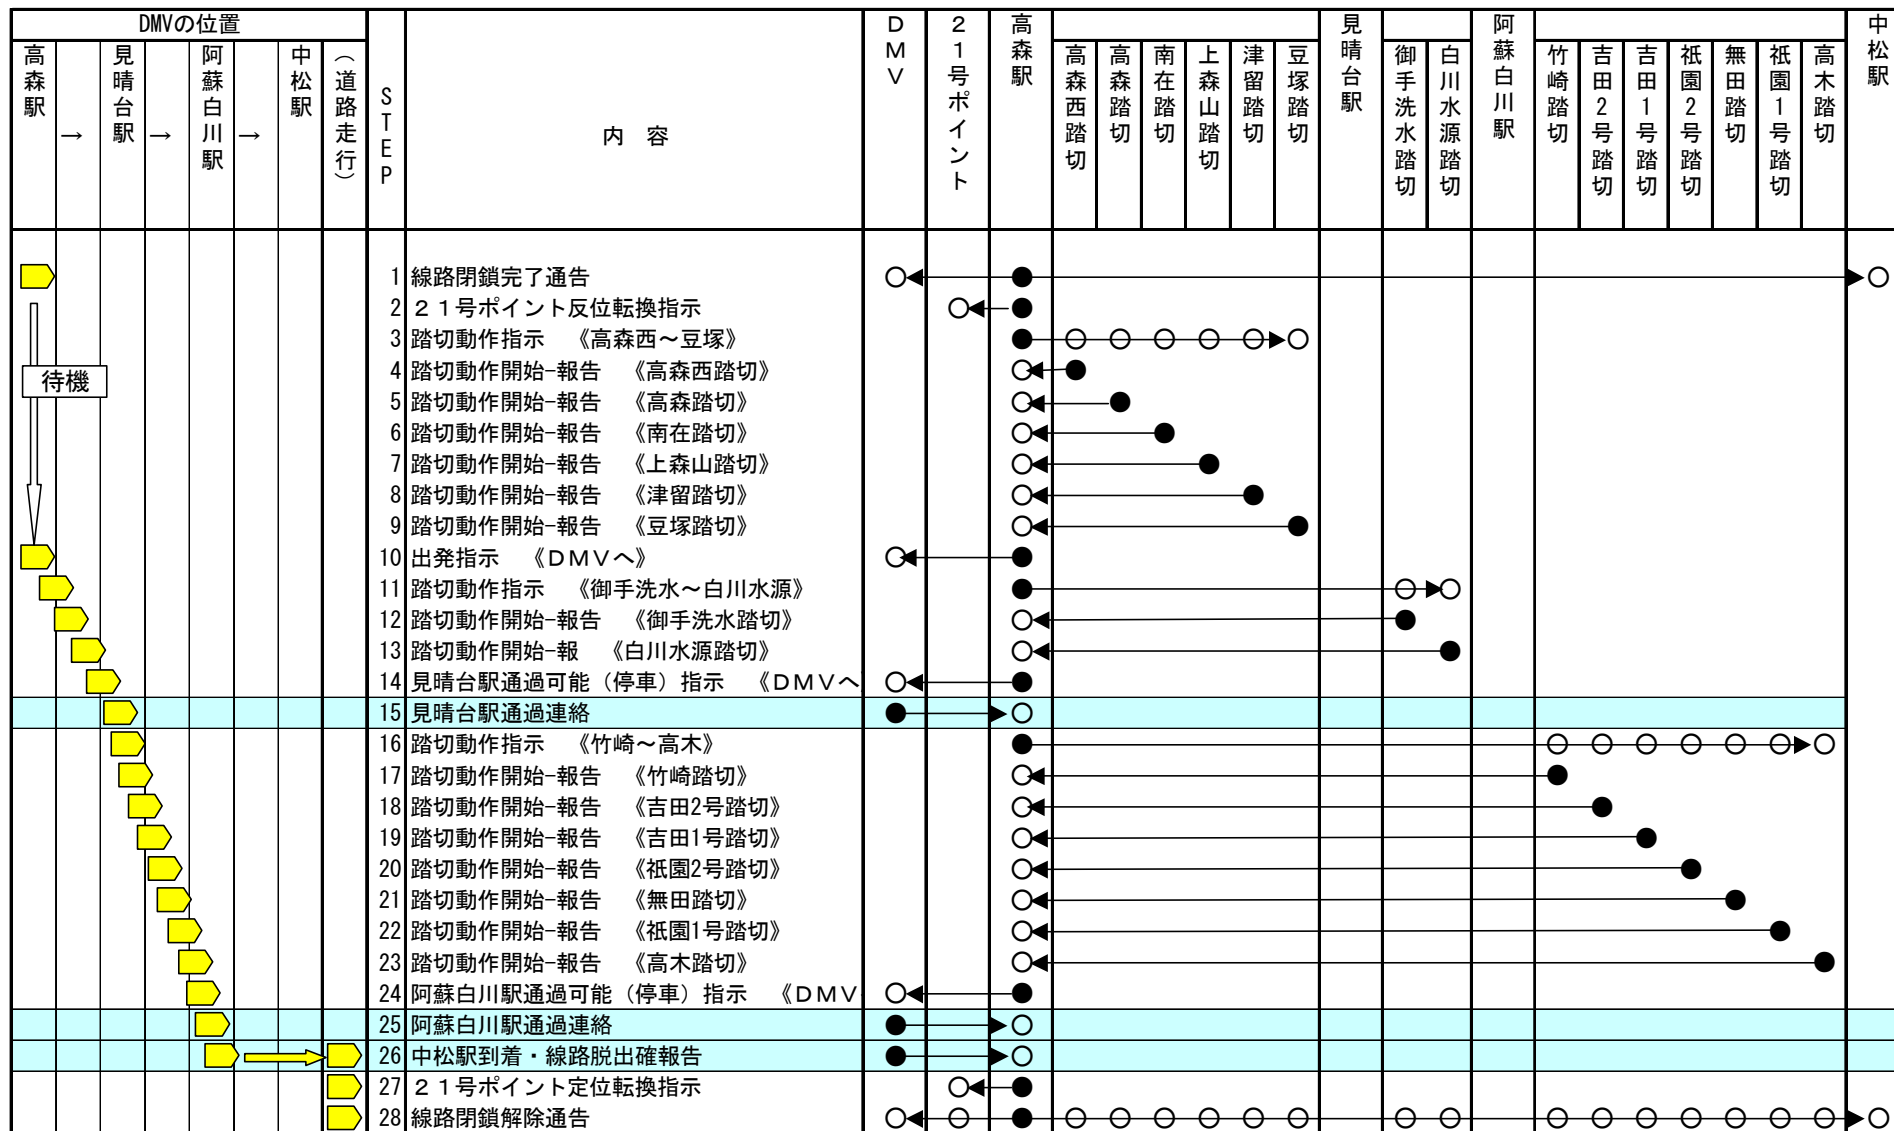 DMVの位置
高森駅
→
見晴台駅
→
阿蘇白川駅
→
中松駅
（道路走行）
STEP
内　容
DMV
２１号ポイント
高森駅
高森西踏切
高森踏切
南在踏切
上森山踏切
津留踏切
豆塚踏切
見晴台駅
御手洗水踏切
白川水源踏切
阿蘇白川駅
竹崎踏切
吉田2号踏切
吉田1号踏切
祇園2号踏切
無田踏切
祇園1号踏切
高木踏切
中松駅
待機
1 線路閉鎖完了通告
2 ２１号ポイント反位転換指示
3 踏切動作指示　《高森西～豆塚》
4 踏切動作開始-報告　《高森西踏切》
5 踏切動作開始-報告　《高森踏切》
6 踏切動作開始-報告　《南在踏切》
7 踏切動作開始-報告　《上森山踏切》
8 踏切動作開始-報告　《津留踏切》
9 踏切動作開始-報告　《豆塚踏切》
10 出発指示　《ＤＭＶへ》
11 踏切動作指示　《御手洗水～白川水源》
12 踏切動作開始-報告　《御手洗水踏切》
13 踏切動作開始-報　《白川水源踏切》
14 見晴台駅通過可能（停車）指示　《ＤＭＶへ
15 見晴台駅通過連絡
16 踏切動作指示　《竹崎～高木》
17 踏切動作開始-報告　《竹崎踏切》
18 踏切動作開始-報告　《吉田2号踏切》
19 踏切動作開始-報告　《吉田1号踏切》
20 踏切動作開始-報告　《祇園2号踏切》
21 踏切動作開始-報告　《無田踏切》
22 踏切動作開始-報告　《祇園1号踏切》
23 踏切動作開始-報告　《高木踏切》
24 阿蘇白川駅通過可能（停車）指示　《ＤＭＶ
25 阿蘇白川駅通過連絡
26 中松駅到着・線路脱出確報告
27 ２１号ポイント定位転換指示
28 線路閉鎖解除通告